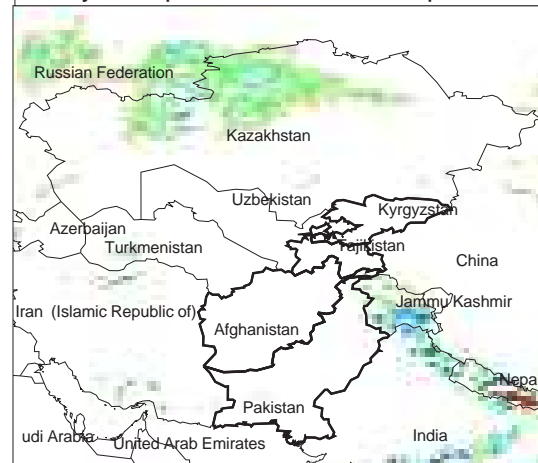 Russian Federation
Kazakhstan
Uzbekistan
Kyrgyzstan
Azerbaijan
Turkmenistan
Tajikistan
China
Iran (Islamic Republic of)
Jammu Kashmir
Afghanistan
Nepa
Pakistan
udi Arabia
United Arab Emirates
India